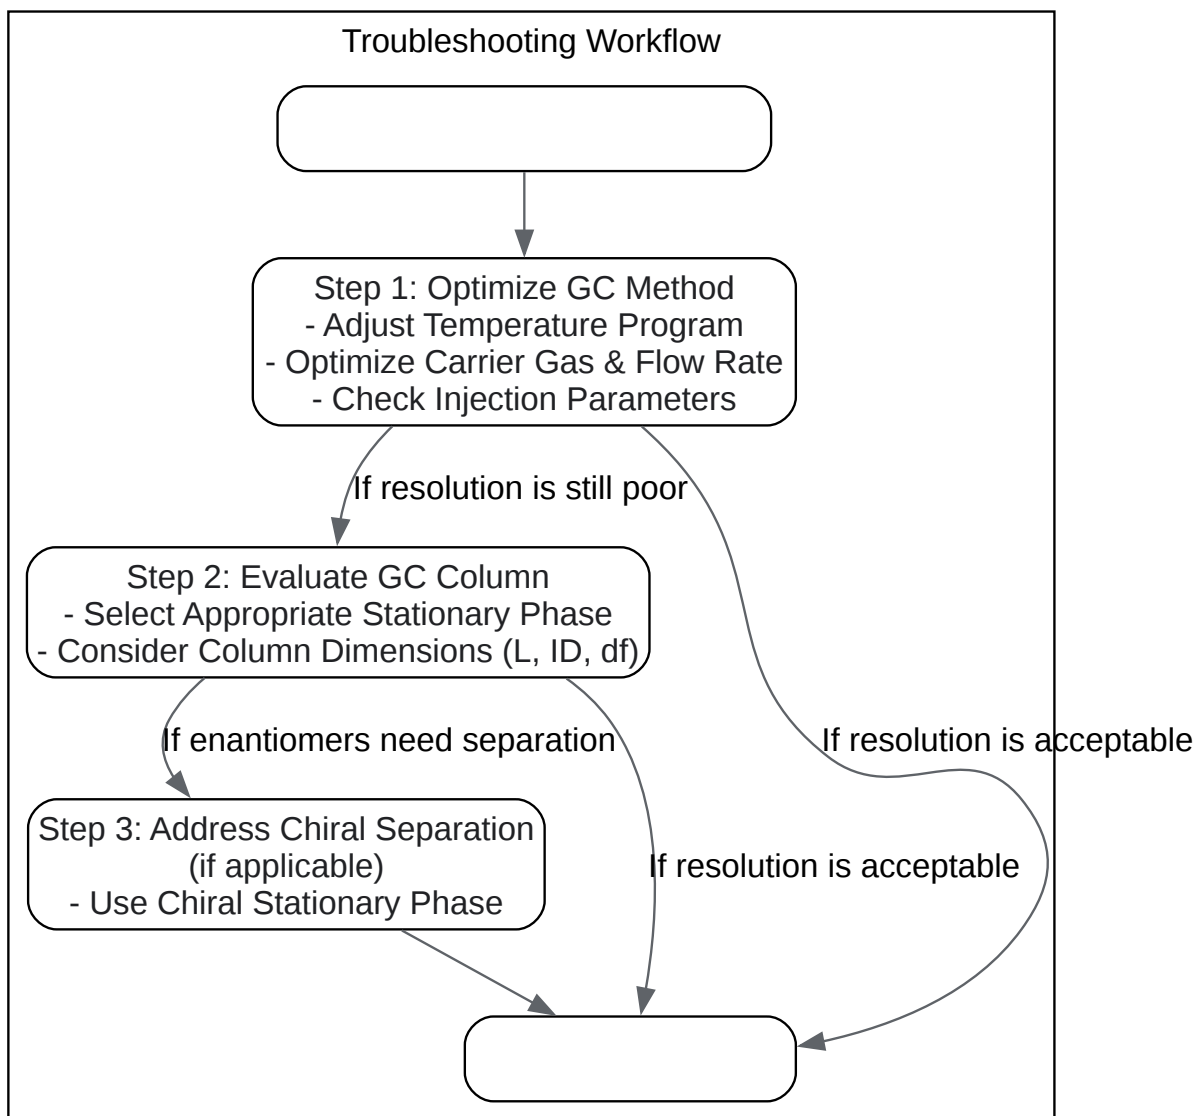 Troubleshooting Workflow
Step 1: Optimize GC Method
- Adjust Temperature Program
- Optimize Carrier Gas & Flow Rate
- Check Injection Parameters
If resolution is still poor
Step 2: Evaluate GC Column
- Select Appropriate Stationary Phase
- Consider Column Dimensions (L, ID, df)
If enantiomers need separation
If resolution is acceptable
Step 3: Address Chiral Separation
(if applicable)
- Use Chiral Stationary Phase
If resolution is acceptable